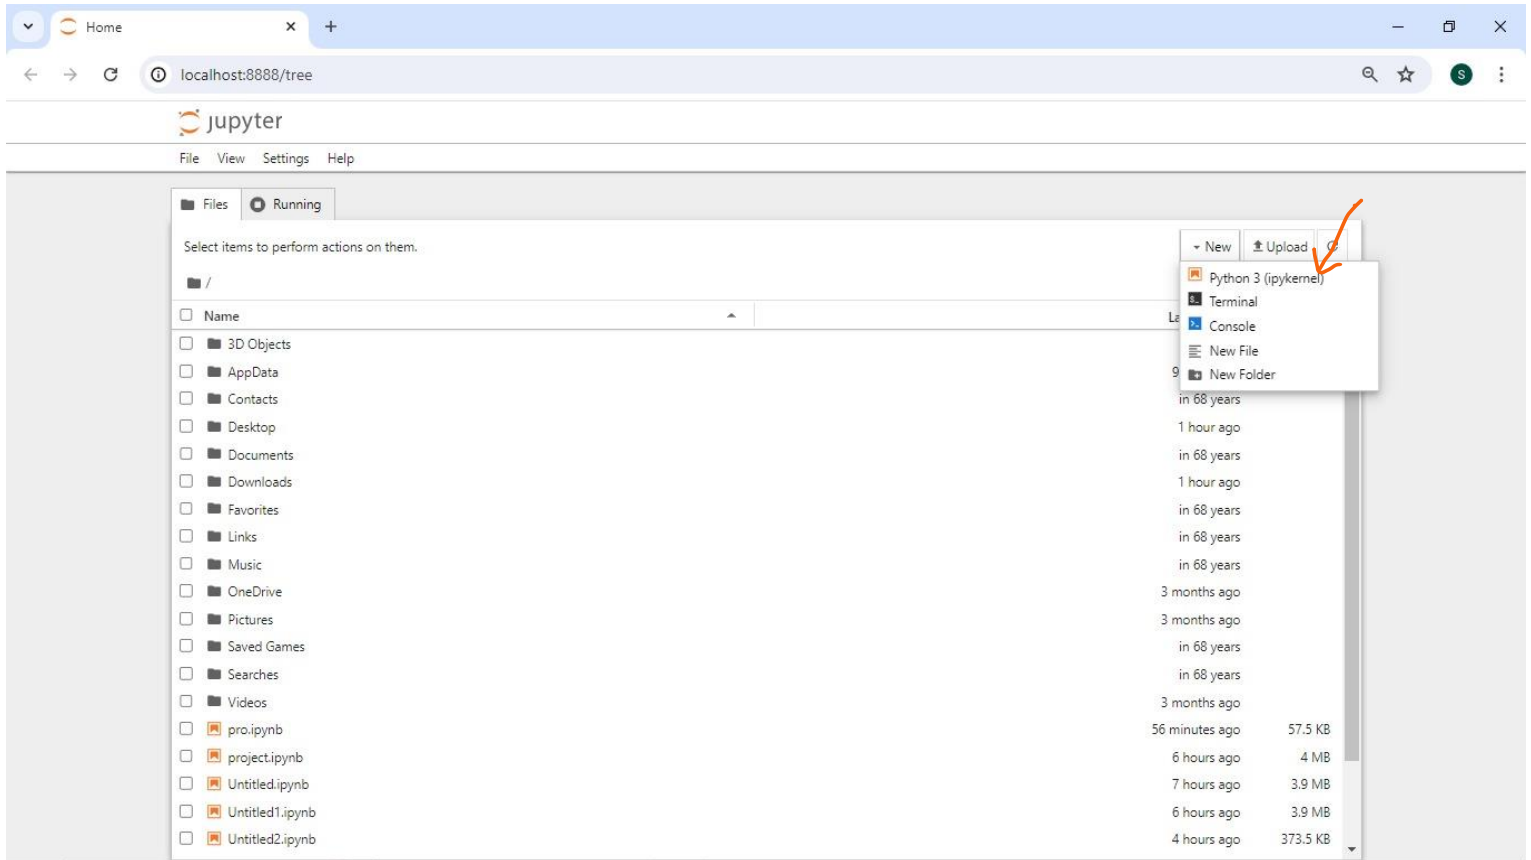 Home
localhost:8888/tree
S
jupyter
File View Settings Help
Files Running
Select items to perform actions on them.
New Upload
/
Python 3 (ipykernel)
Terminal
Console
New File
New Folder
Name
3D Objects
AppData
Contacts in 68 years
Desktop 1 hour ago
Documents in 68 years
Downloads 1 hour ago
Favorites in 68 years
Links in 68 years
Music in 68 years
OneDrive 3 months ago
Pictures 3 months ago
Saved Games in 68 years
Searches in 68 years
Videos 3 months ago
pro.ipynb 56 minutes ago 57.5 KB
project.ipynb 6 hours ago 4 MB
Untitled.ipynb 7 hours ago 3.9 MB
Untitled1.ipynb 6 hours ago 3.9 MB
Untitled2.ipynb 4 hours ago 373.5 KB